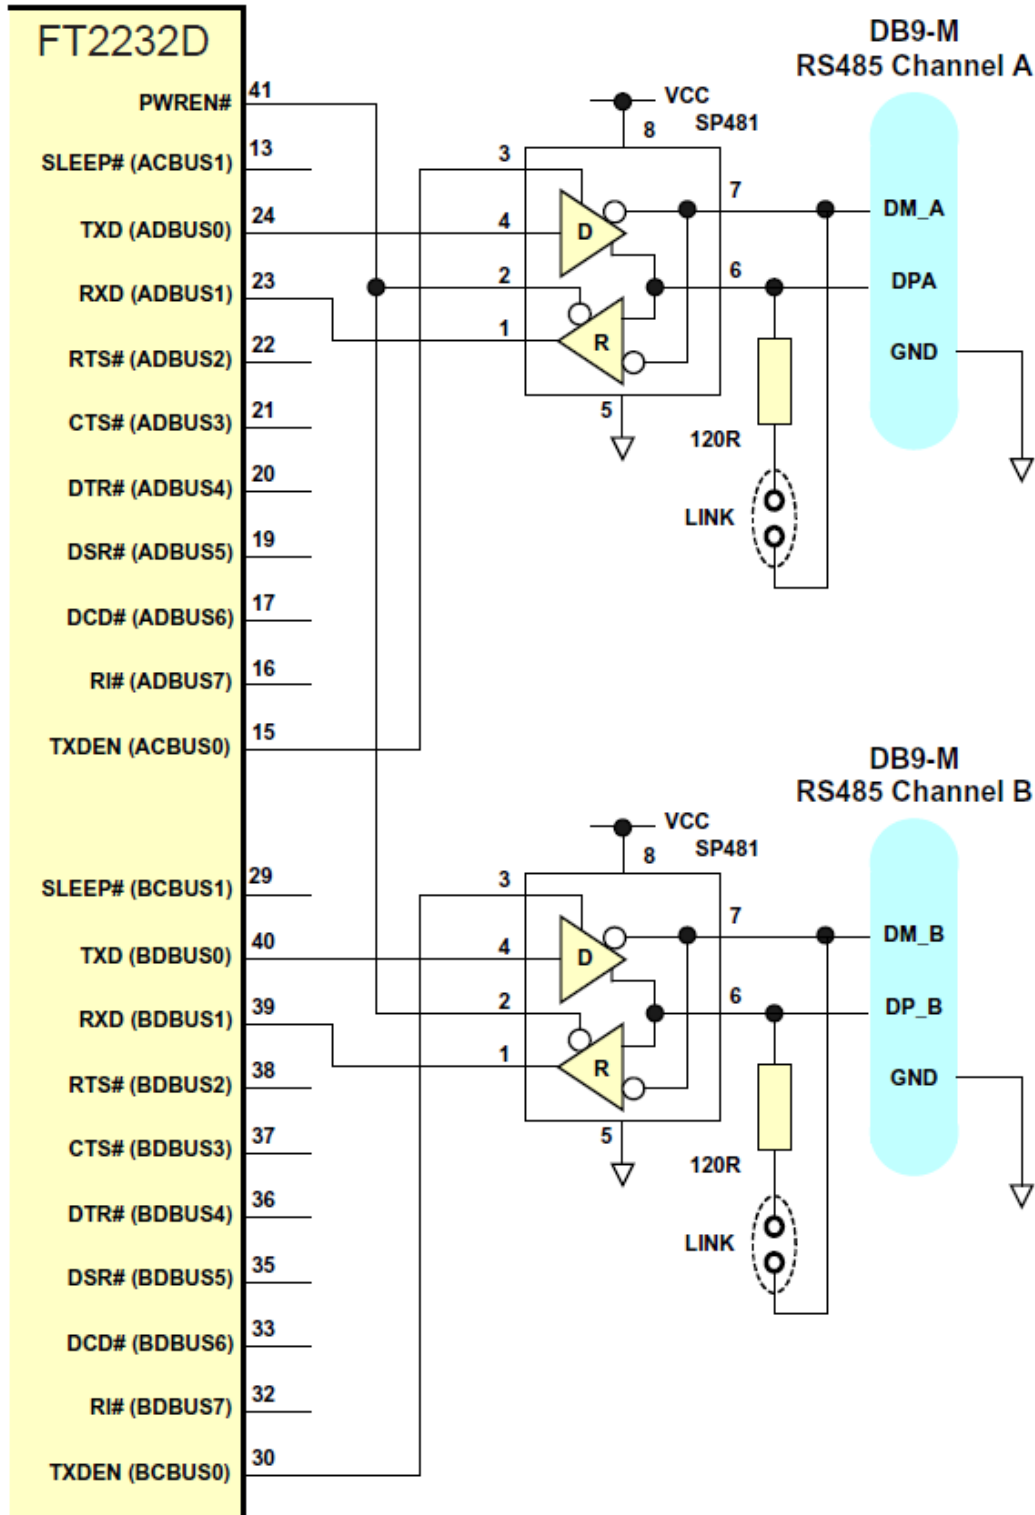 FT2232D
DB9-M
RS485 Channel A
PWREN#
41
VCC
SP481
8
SLEEP# (ACBUS1)
13
3
7
DM_A
TXD (ADBUS0)
24
4
D
2
6
DPA
RXD (ADBUS1)
23
1
R
GND
RTS# (ADBUS2)
22
5
CTS# (ADBUS3)
21
120R
DTR# (ADBUS4)
20
LINK
DSR# (ADBUS5)
19
DCD# (ADBUS6)
17
RI# (ADBUS7)
16
TXDEN (ACBUS0)
15
DB9-M
RS485 Channel B
VCC
SP481
8
SLEEP# (BCBUS1)
29
3
7
DM_B
TXD (BDBUS0)
40
4
D
2
6
DP_B
RXD (BDBUS1)
39
1
R
GND
RTS# (BDBUS2)
38
5
CTS# (BDBUS3)
37
120R
DTR# (BDBUS4)
36
LINK
DSR# (BDBUS5)
35
DCD# (BDBUS6)
33
RI# (BDBUS7)
32
TXDEN (BCBUS0)
30